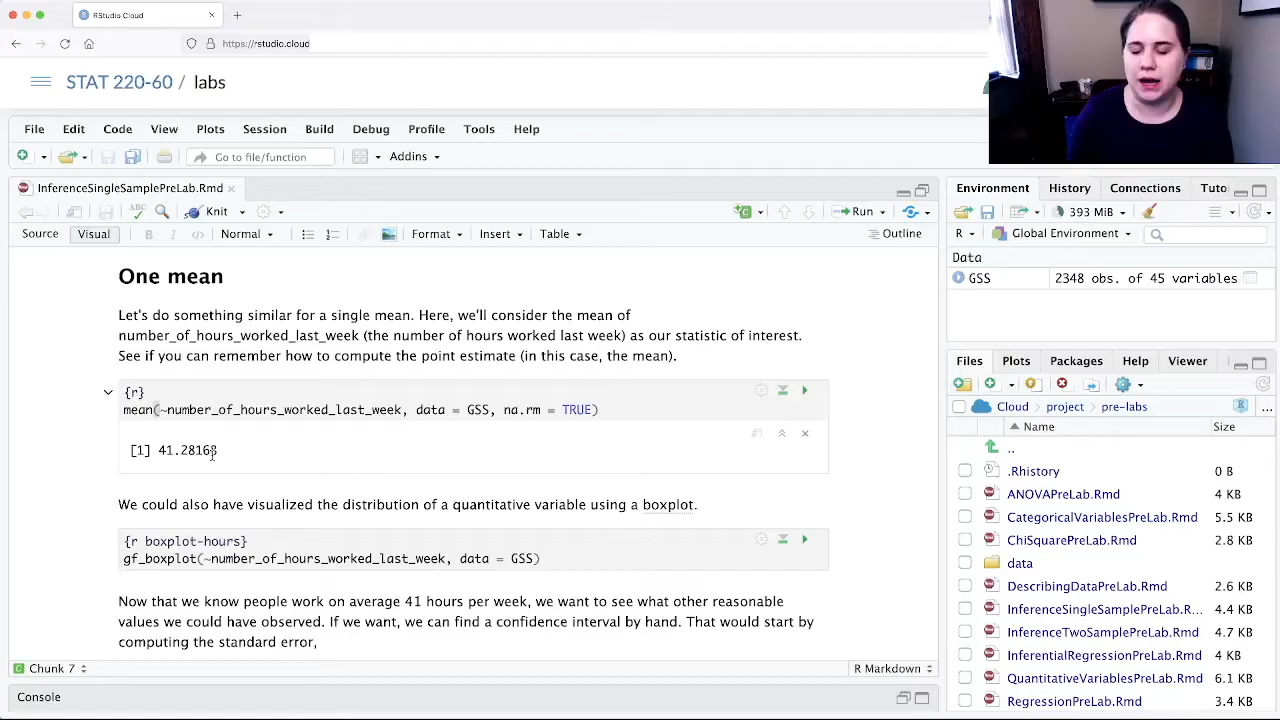 RStudio Cloud
https://rstudio.cloud
STAT 220-60 / labs
File Edit Code View Plots Session Build Debug Profile Tools Help
Go to file/function
Addins
InferenceSingleSamplePreLab.Rmd
ABC
Knit
Run
Source Visual
B I
Normal
Format
Insert
Table
Outline
One mean
Let's do something similar for a single mean. Here, we'll consider the mean of
number_of_hours_worked_last_week (the number of hours worked last week) as our statistic of interest.
See if you can remember how to compute the point estimate (in this case, the mean).
{r}
mean(~number_of_hours_worked_last_week, data = GSS, na.rm = TRUE)
[1] 41.28168
We could also have visualized the distribution of a quantitative variable using a boxplot.
{r boxplot-hours}
gf_boxplot(~number_of_hours_worked_last_week, data = GSS)
Now that we know people work on average 41 hours per week, we want to see what other reasonable
values we could have observed. If we want, we can find a confidence interval by hand. That would start by
computing the standard error,
Chunk 7
R Markdown
Console
Environment History Connections Tuto
393 MiB
R
Global Environment
Data
GSS 2348 obs. of 45 variables
Files Plots Packages Help Viewer
Cloud project pre-labs
...
Name Size
..
.Rhistory 0 B
ANOVAPreLab.Rmd 4 KB
CategoricalVariablesPreLab.Rmd 5.5 KB
ChiSquarePreLab.Rmd 2.8 KB
data
DescribingDataPreLab.Rmd 2.6 KB
InferenceSingleSamplePreLab.R... 4.4 KB
InferenceTwoSamplePreLab.Rmd 4.7 KB
InferentialRegressionPreLab.Rmd 4 KB
QuantitativeVariablesPreLab.Rmd 6.1 KB
RegressionPreLab.Rmd 3.4 KB